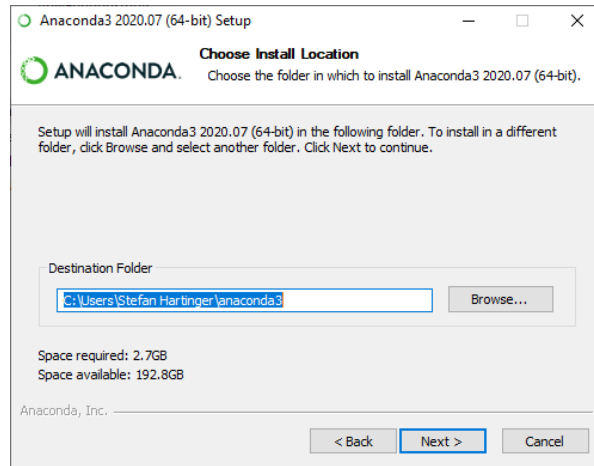 Anaconda3 2020.07 (64-bit) Setup
ANACONDA.
Choose Install Location
Choose the folder in which to install Anaconda3 2020.07 (64-bit).
Setup will install Anaconda3 2020.07 (64-bit) in the following folder. To install in a different
folder, click Browse and select another folder. Click Next to continue.
Destination Folder
C:\Users\Stefan Hartinger\anaconda3
Browse...
Space required: 2.7GB
Space available: 192.8GB
Anaconda, Inc.
< Back
Next >
Cancel